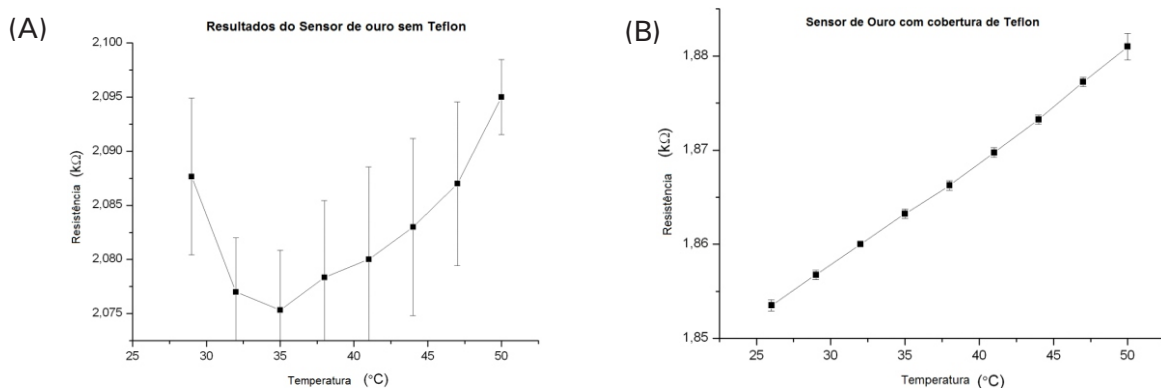 (A)
Resultados do Sensor de ouro sem Teflon
2,100
2,095
2,090
2,085
2,080
2,075
Resistência (kΩ)
25 30 35 40 45 50
Temperatura (°C)
(B)
Sensor de Ouro com cobertura de Teflon
1,88
1,87
1,86
1,85
Resistência (kΩ)
25 30 35 40 45 50
Temperatura (°C)